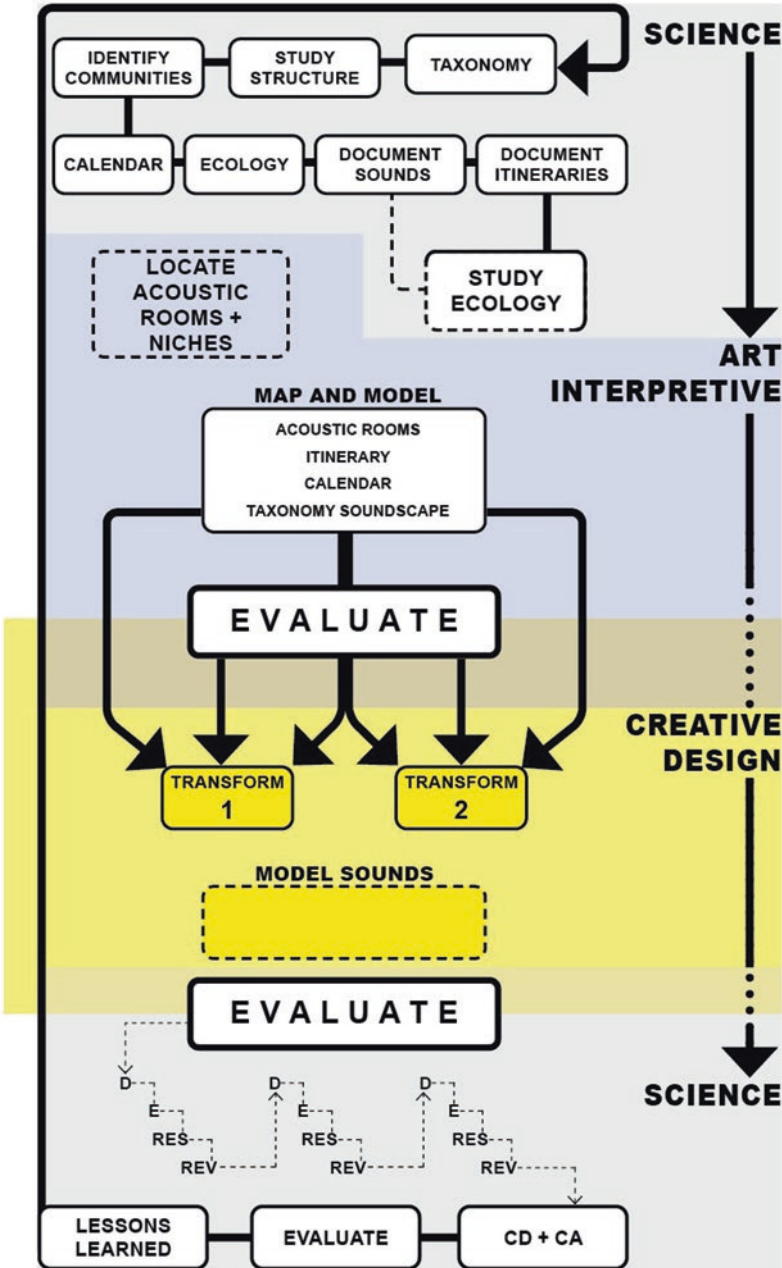 SCIENCE
IDENTIFY
COMMUNITIES
STUDY
STRUCTURE
TAXONOMY
CALENDAR
ECOLOGY
DOCUMENT
SOUNDS
DOCUMENT
ITINERARIES
LOCATE
ACOUSTIC
ROOMS +
NICHES
STUDY
ECOLOGY
ART
INTERPRETIVE
MAP AND MODEL
ACOUSTIC ROOMS
ITINERARY
CALENDAR
TAXONOMY SOUNDSCAPE
EVALUATE
CREATIVE
DESIGN
TRANSFORM
1
TRANSFORM
2
MODEL SOUNDS
EVALUATE
SCIENCE
D
E
RES
REV
D
E
RES
REV
D
E
RES
REV
LESSONS
LEARNED
EVALUATE
CD + CA